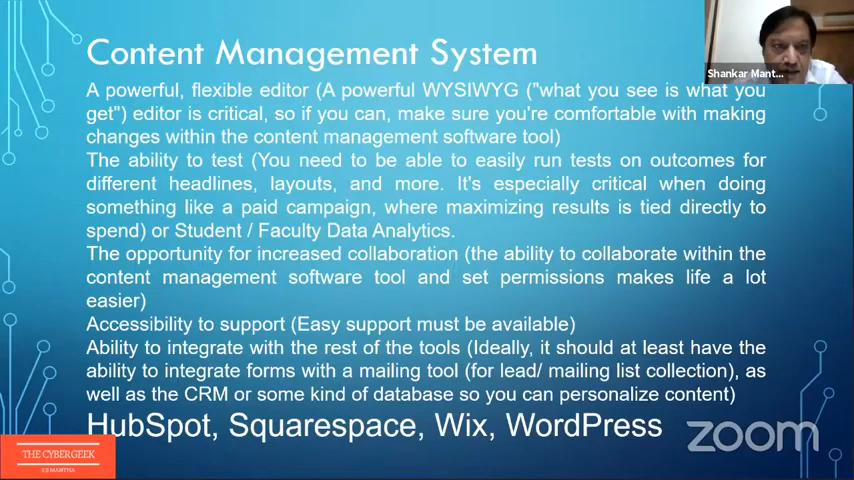 Content Management System
Shankar Mant...
A powerful, flexible editor (A powerful WYSIWYG ("what you see is what you
get") editor is critical, so if you can, make sure you're comfortable with making
changes within the content management software tool)
The ability to test (You need to be able to easily run tests on outcomes for
different headlines, layouts, and more. It's especially critical when doing
something like a paid campaign, where maximizing results is tied directly to
spend) or Student / Faculty Data Analytics.
The opportunity for increased collaboration (the ability to collaborate within the
content management software tool and set permissions makes life a lot
easier)
Accessibility to support (Easy support must be available)
Ability to integrate with the rest of the tools (Ideally, it should at least have the
ability to integrate forms with a mailing tool (for lead/ mailing list collection), as
well as the CRM or some kind of database so you can personalize content)
HubSpot, Squarespace, Wix, WordPress
zoom
THE CYBERGEEK
S S MANTHA